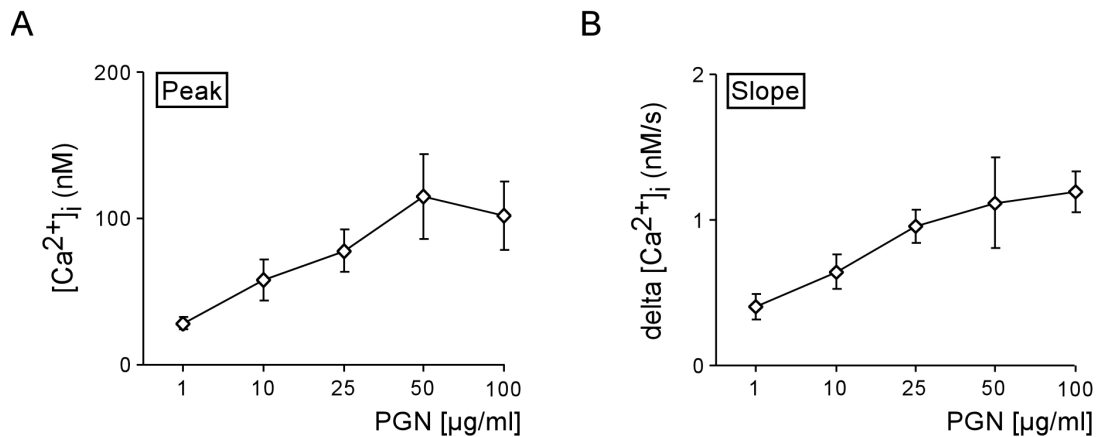 A
B
200
100
0
Peak
[Ca²⁺]ᵢ (nM)
1 10 25 50 100
PGN [µg/ml]
2
1
0
Slope
delta [Ca²⁺]ᵢ (nM/s)
1 10 25 50 100
PGN [µg/ml]